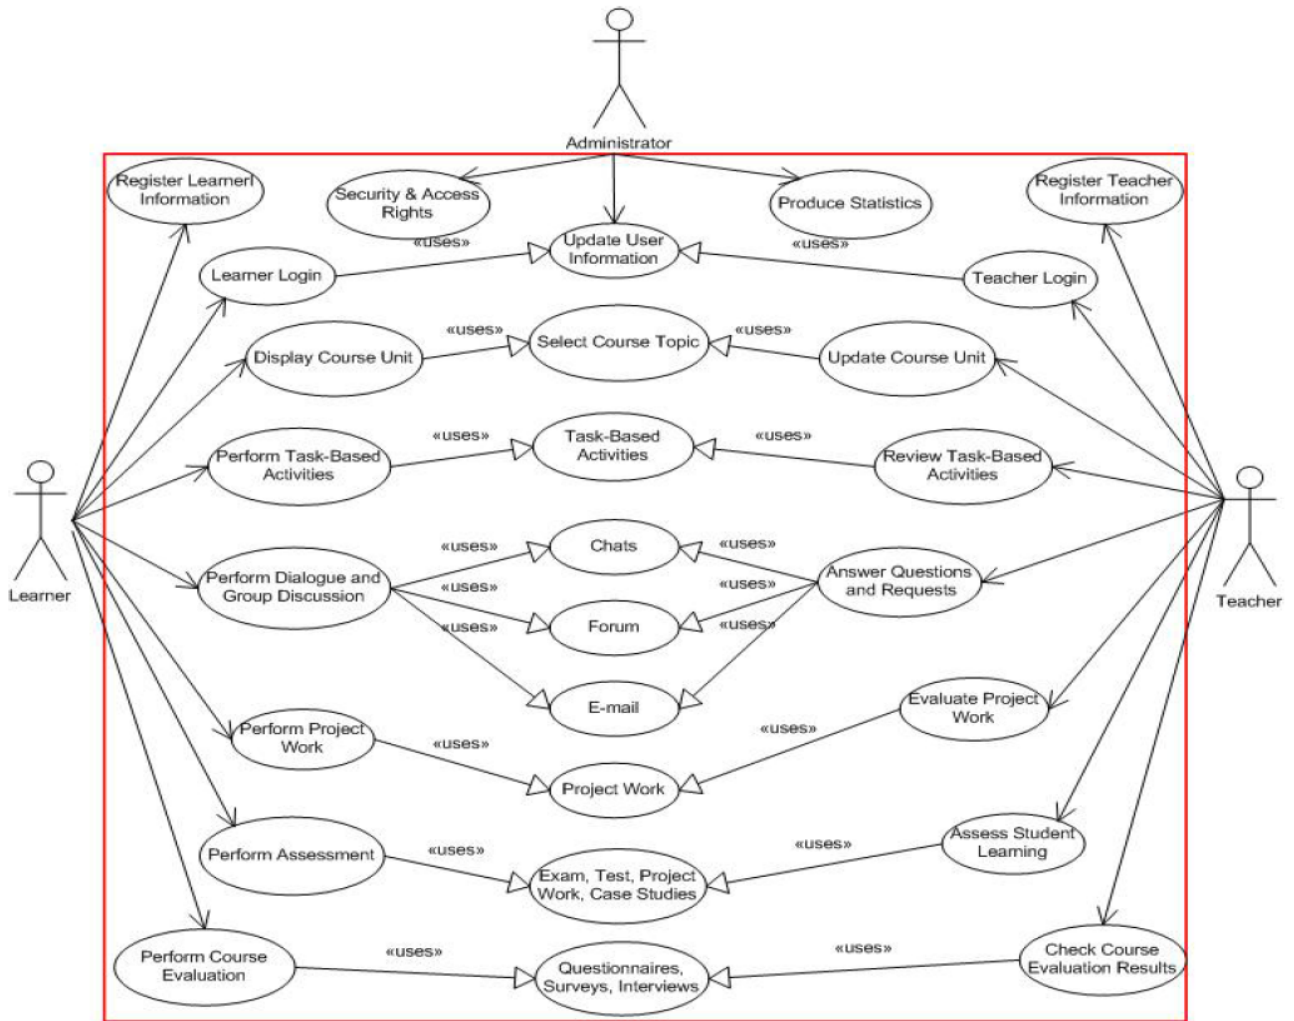 Administrator
Register Learnerl
Information
Security & Access
Rights
Produce Statistics
Register Teacher
Information
«uses»
Update User
Information
«uses»
Learner Login
Teacher Login
«uses»
Select Course Topic
«uses»
Display Course Unit
Update Course Unit
«uses»
Task-Based
Activities
«uses»
Perform Task-Based
Activities
Review Task-Based
Activities
Learner
Teacher
«uses»
Chats
«uses»
Perform Dialogue and
Group Discussion
«uses»
«uses»
Answer Questions
and Requests
«uses»
Forum
«uses»
E-mail
Evaluate Project
Work
Perform Project
Work
«uses»
«uses»
Project Work
Perform Assessment
«uses»
«uses»
Assess Student
Learning
Exam, Test, Project
Work, Case Studies
Perform Course
Evaluation
«uses»
«uses»
Check Course
Evaluation Results
Questionnaires,
Surveys, Interviews